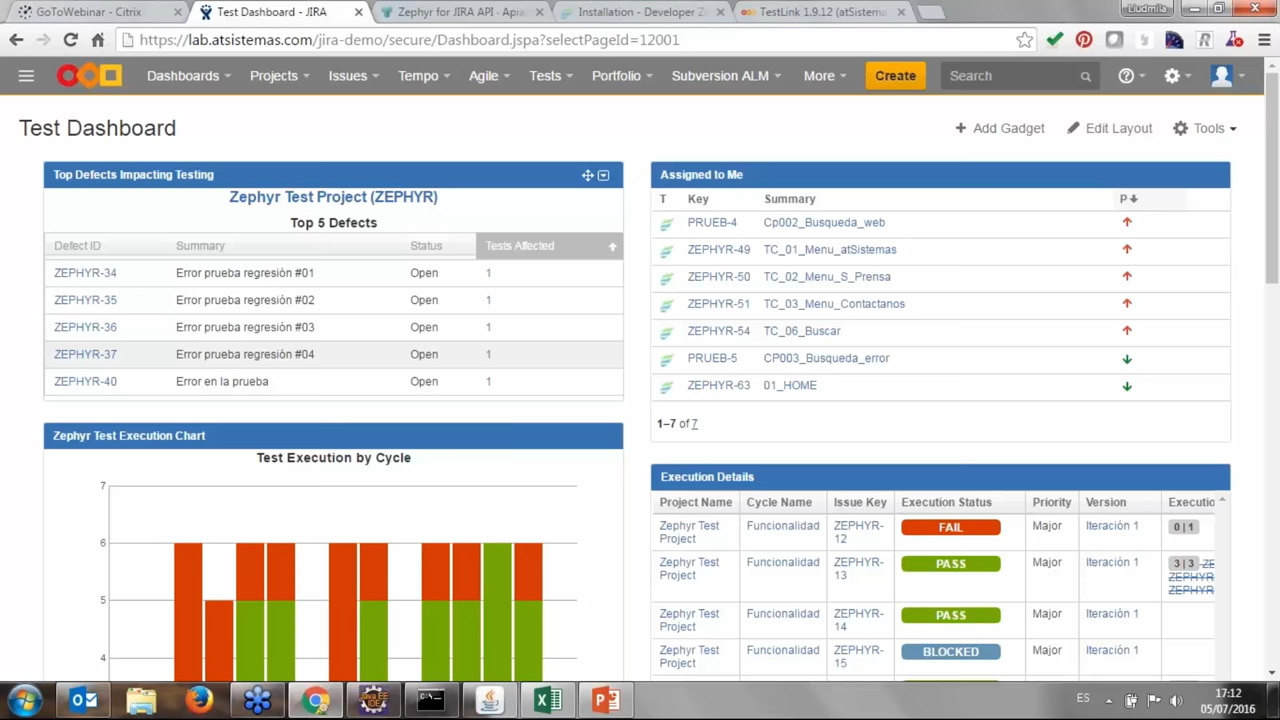 GoToWebinar - Citrix
Test Dashboard - JIRA
Zephyr for JIRA API · Apia
Installation - Developer Z
TestLink 1.9.12 (atSistema
Ludmila
https://lab.atsistemas.com/jira-demo/secure/Dashboard.jspa?selectPageId=12001
Dashboards Projects Issues Tempo Agile Tests Portfolio Subversion ALM More Create Search
Test Dashboard
Add Gadget Edit Layout Tools
Top Defects Impacting Testing
Zephyr Test Project (ZEPHYR)
Top 5 Defects
Defect ID Summary Status Tests Affected
ZEPHYR-34 Error prueba regresión #01 Open 1
ZEPHYR-35 Error prueba regresión #02 Open 1
ZEPHYR-36 Error prueba regresión #03 Open 1
ZEPHYR-37 Error prueba regresión #04 Open 1
ZEPHYR-40 Error en la prueba Open 1
Zephyr Test Execution Chart
Test Execution by Cycle
7
6
5
4
Assigned to Me
T Key Summary P
PRUEB-4 Cp002_Busqueda_web
ZEPHYR-49 TC_01_Menu_atSistemas
ZEPHYR-50 TC_02_Menu_S_Prensa
ZEPHYR-51 TC_03_Menu_Contactanos
ZEPHYR-54 TC_06_Buscar
PRUEB-5 CP003_Busqueda_error
ZEPHYR-63 01_HOME
1–7 of 7
Execution Details
Project Name Cycle Name Issue Key Execution Status Priority Version Executio
Zephyr Test Funcionalidad ZEPHYR- FAIL Major Iteración 1 0 | 1
Project 12
Zephyr Test Funcionalidad ZEPHYR- PASS Major Iteración 1 3 | 3 ZE
Project 13 ZEPHYR
ZEPHYR
Zephyr Test Funcionalidad ZEPHYR- PASS Major Iteración 1
Project 14
Zephyr Test Funcionalidad ZEPHYR- BLOCKED Major Iteración 1
Project 15
Java EE
IDE
ES
17:12
05/07/2016